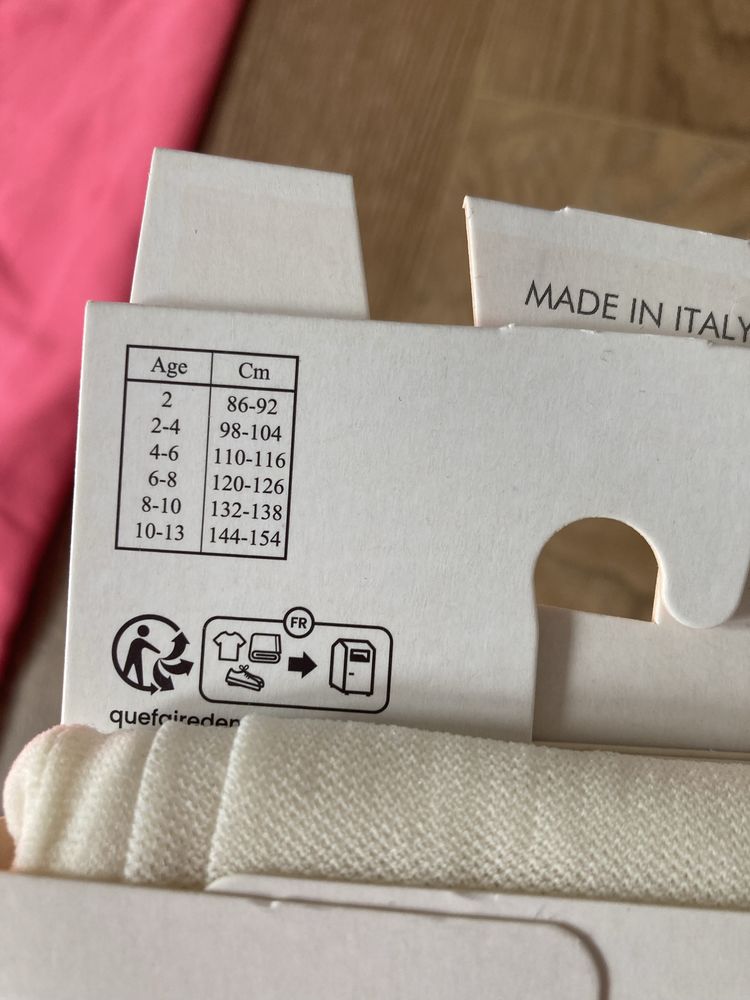 MADE IN ITALY
Age Cm
2 86-92
2-4 98-104
4-6 110-116
6-8 120-126
8-10 132-138
10-13 144-154
FR